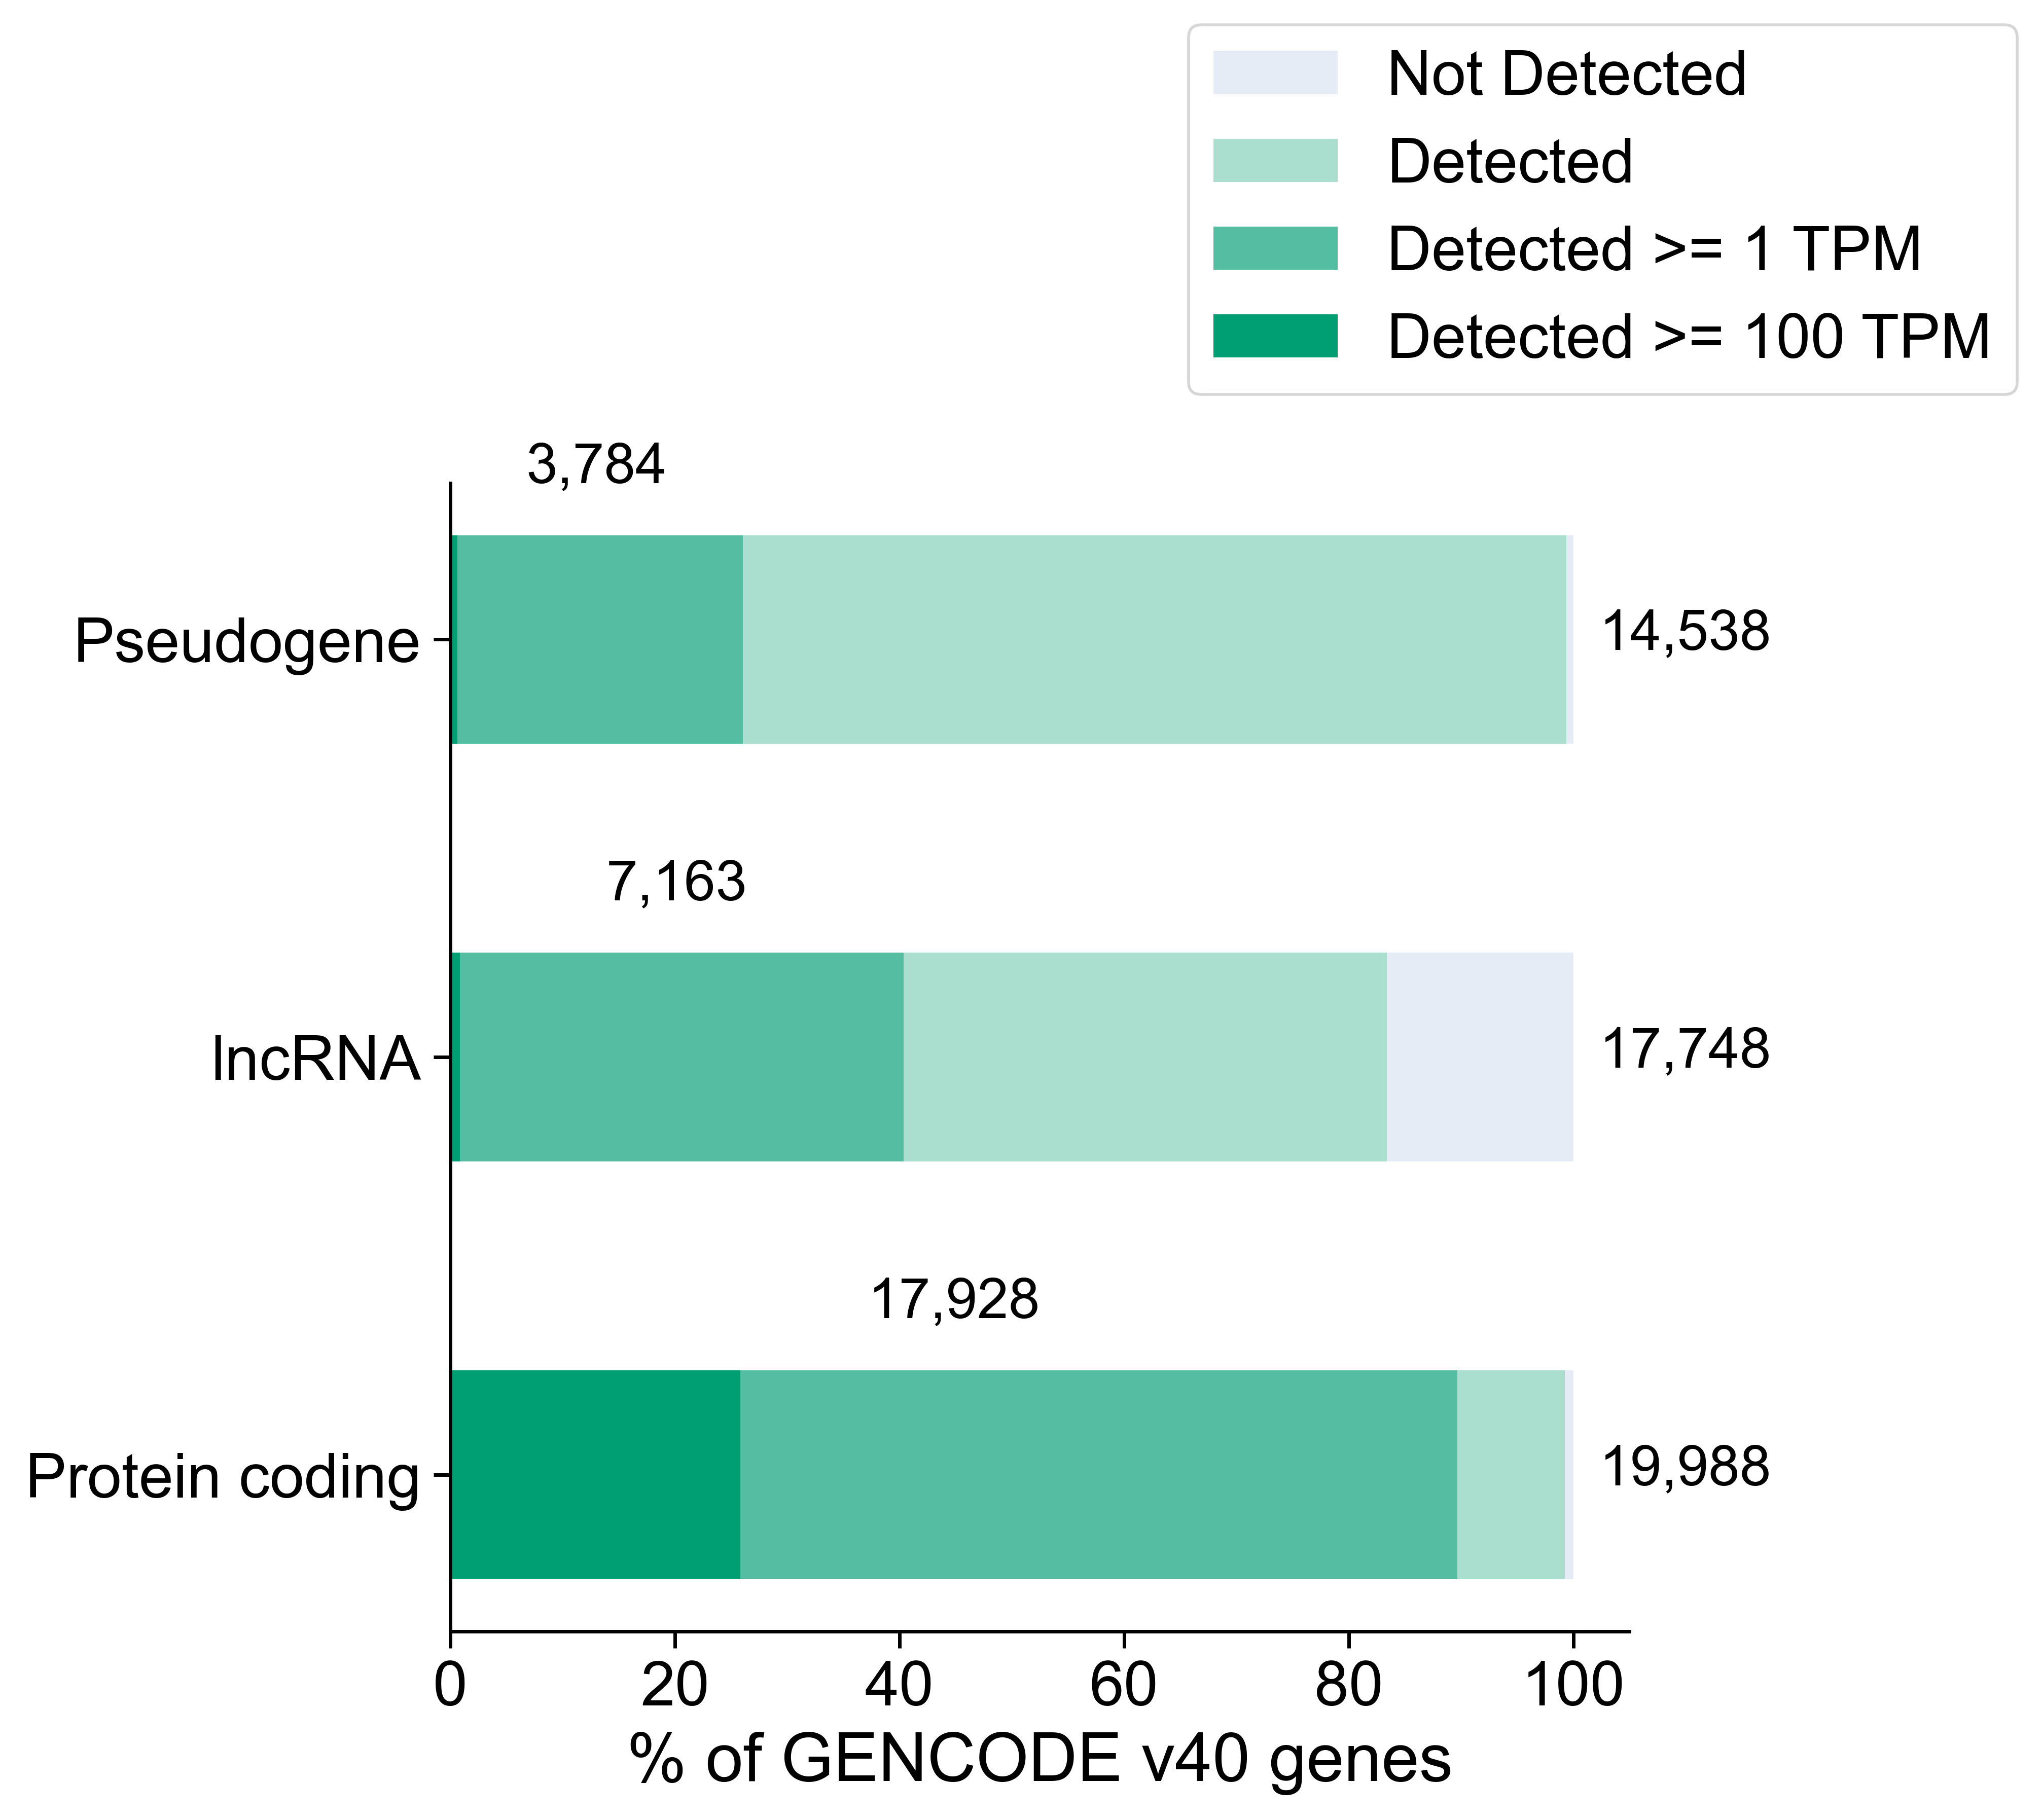 Not Detected
Detected
Detected >= 1 TPM
Detected >= 100 TPM
3,784
Pseudogene
14,538
7,163
lncRNA
17,748
17,928
Protein coding
19,988
0 20 40 60 80 100
% of GENCODE v40 genes